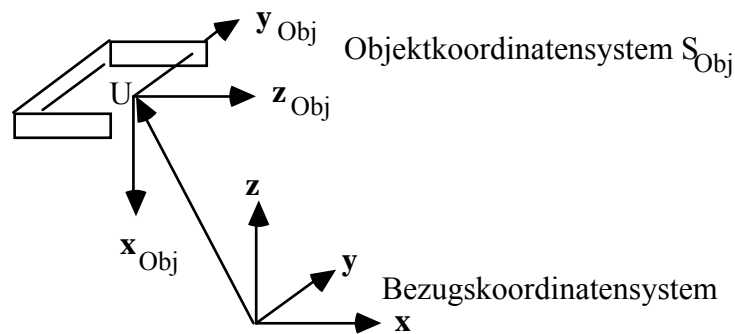 y Obj
Objektkoordinatensystem S Obj
U
z Obj
z
x Obj
y
Bezugskoordinatensystem
x